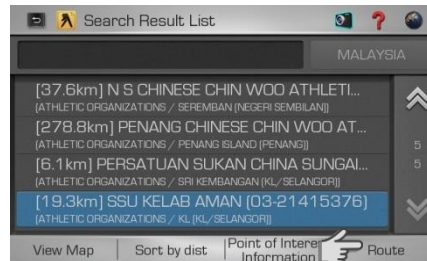 Search Result List
MALAYSIA
[37.6km] N S CHINESE CHIN WOO ATHLETI...
(ATHLETIC ORGANIZATIONS / SEREMBAN (NEGERI SEMBILAN))
[278.8km] PENANG CHINESE CHIN WOO AT...
(ATHLETIC ORGANIZATIONS / PENANG ISLAND (PENANG))
5
[6.1km] PERSATUAN SUKAN CHINA SUNGAI...
(ATHLETIC ORGANIZATIONS / SRI KEMBANGAN (KL/SELANGOR))
5
[19.3km] SSU KELAB AMAN (03-21415376)
(ATHLETIC ORGANIZATIONS / KL (KL/SELANGOR))
View Map
Sort by dist
Point of Intere
Information
Route